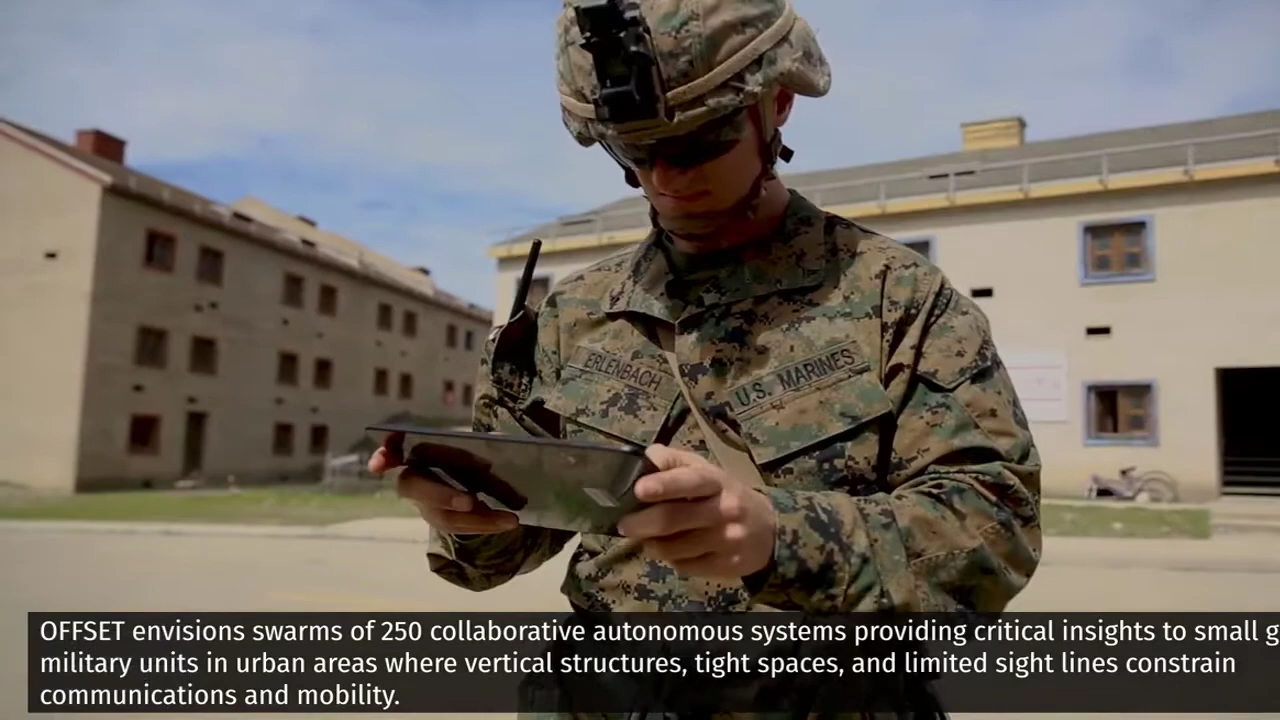 ERLENBACH
U.S. MARINES
OFFSET envisions swarms of 250 collaborative autonomous systems providing critical insights to small g
military units in urban areas where vertical structures, tight spaces, and limited sight lines constrain
communications and mobility.